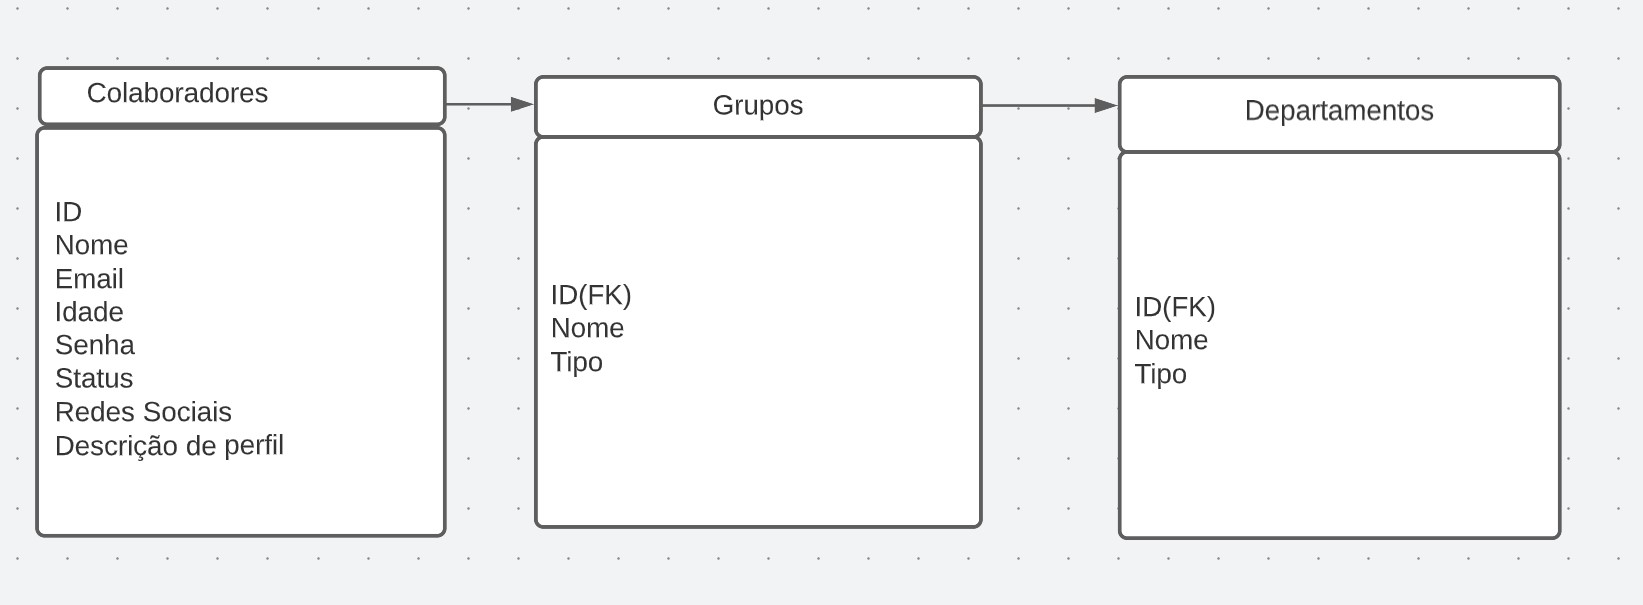 Colaboradores
ID
Nome
Email
Idade
Senha
Status
Redes Sociais
Descrição de perfil
Grupos
ID(FK)
Nome
Tipo
Departamentos
ID(FK)
Nome
Tipo